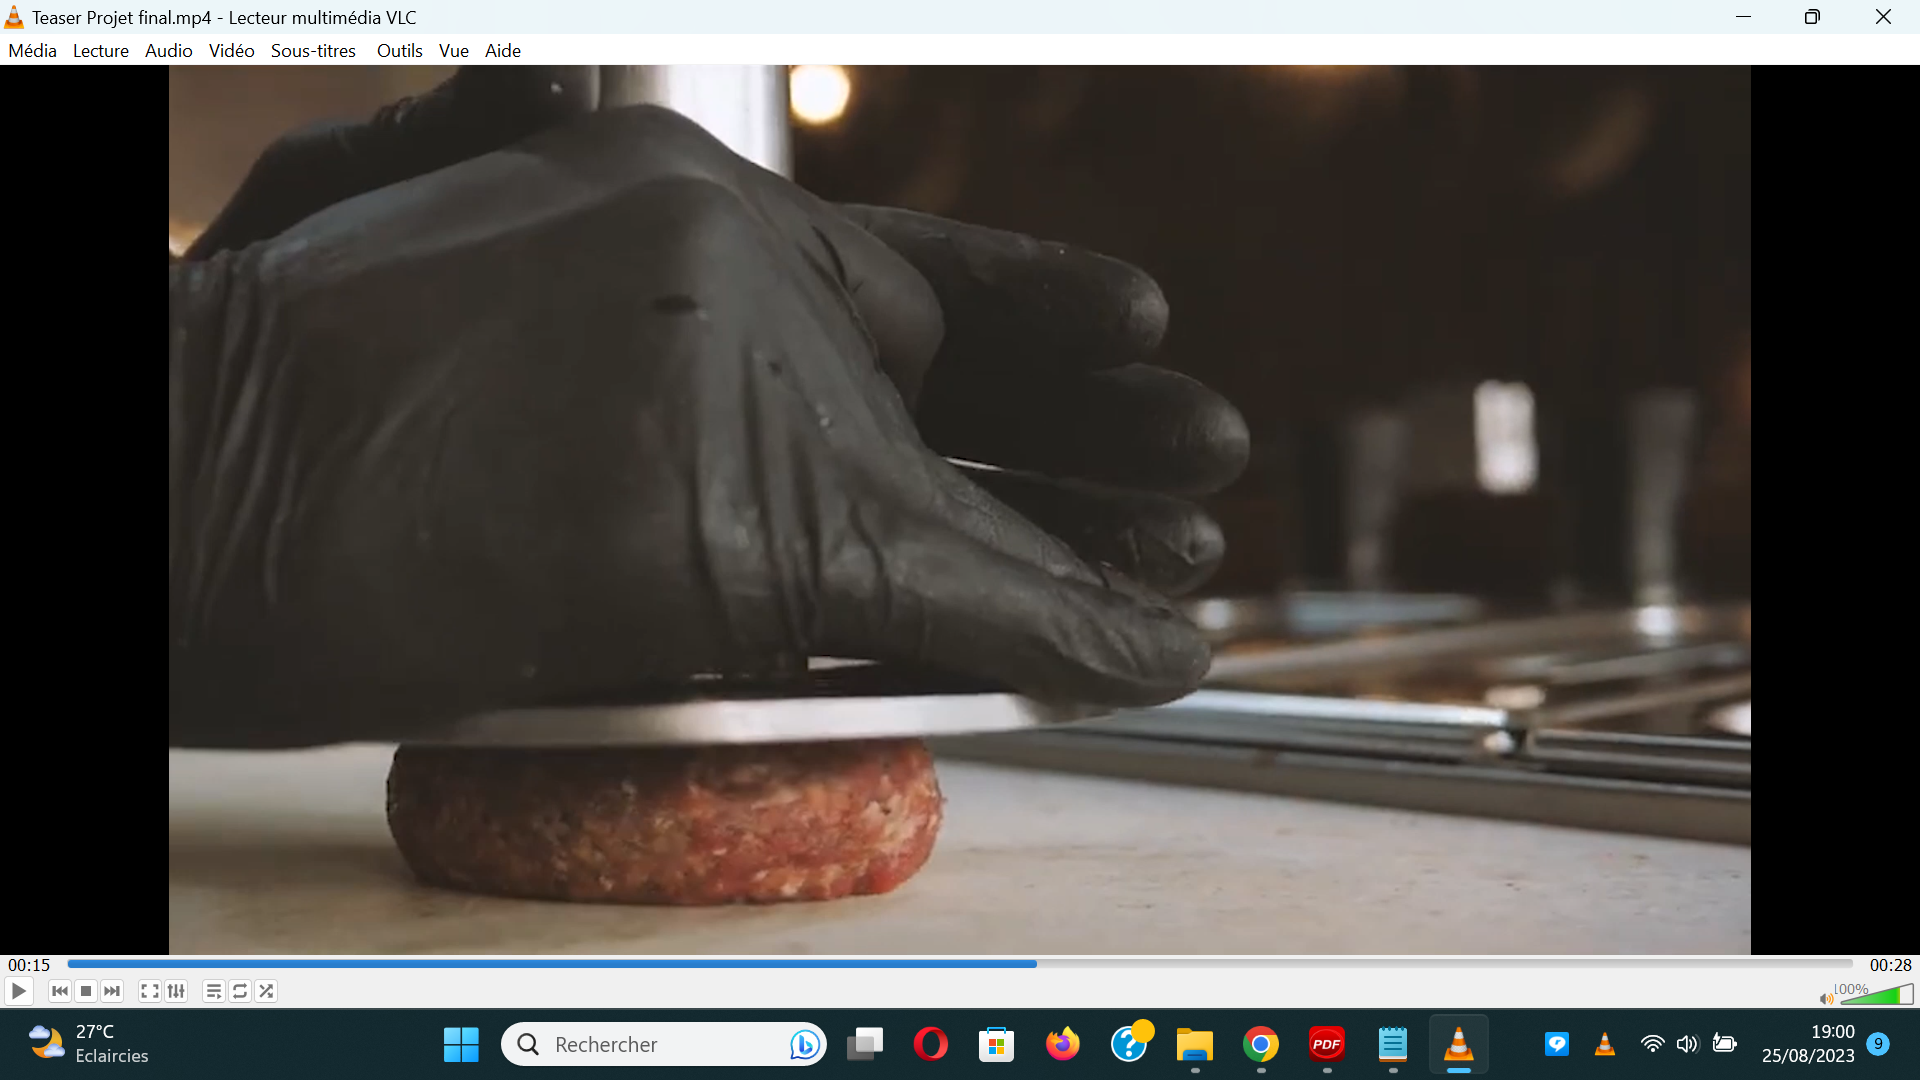 Teaser Projet final.mp4 - Lecteur multimédia VLC
Média Lecture Audio Vidéo Sous-titres Outils Vue Aide
00:15
00:28
100%
27°C
Eclaircies
Rechercher
PDF
19:00
25/08/2023
9